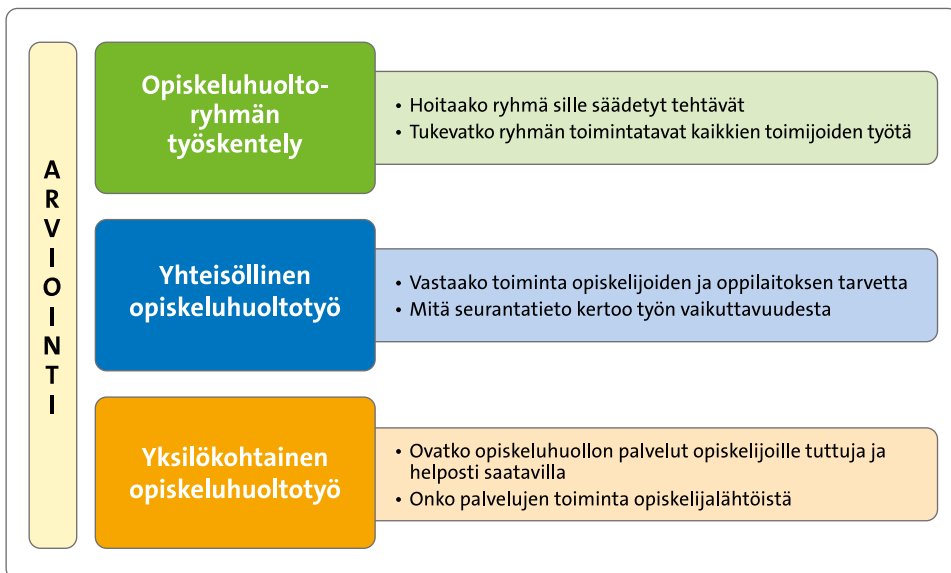 ARVIOINTI
Opiskeluhuolto-
ryhmän
työskentely
• Hoitaako ryhmä sille säädetyt tehtävät
• Tukevatko ryhmän toimintatavat kaikkien toimijoiden työtä
Yhteisöllinen
opiskeluhuoltotyö
• Vastaako toiminta opiskelijoiden ja oppilaitoksen tarvetta
• Mitä seurantatieto kertoo työn vaikuttavuudesta
Yksilökohtainen
opiskeluhuoltotyö
• Ovatko opiskeluhuollon palvelut opiskelijoille tuttuja ja
helposti saatavilla
• Onko palvelujen toiminta opiskelijalähtöistä